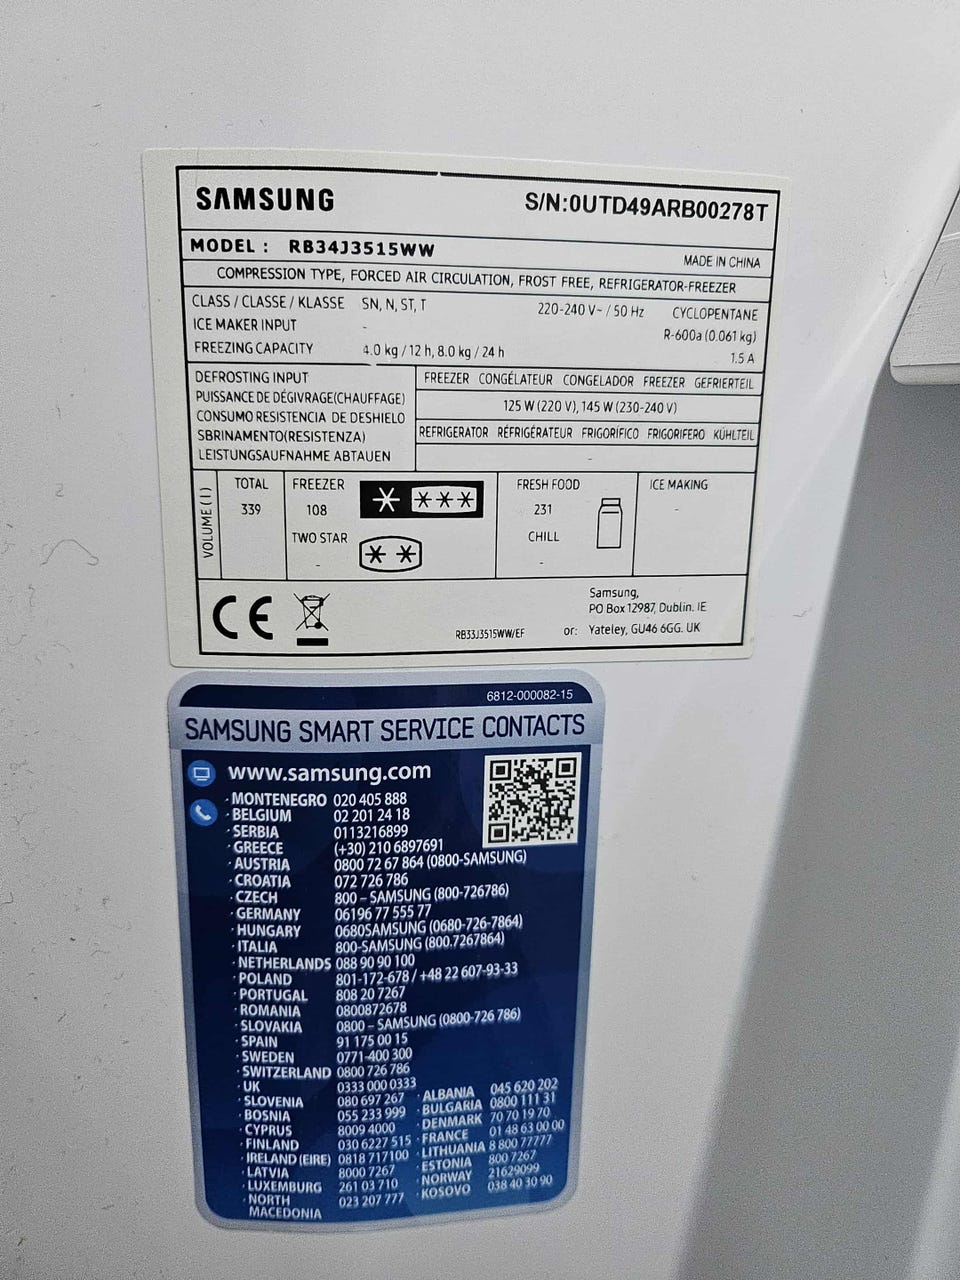 SAMSUNG
S/N:0UTD49ARB00278T
MODEL : RB34J3515WW
MADE IN CHINA
COMPRESSION TYPE, FORCED AIR CIRCULATION, FROST FREE, REFRIGERATOR-FREEZER
CLASS / CLASSE / KLASSE SN, N, ST, T 220-240 V~ / 50 Hz CYCLOPENTANE
ICE MAKER INPUT - R-600a (0.061 kg)
FREEZING CAPACITY 4.0 kg / 12 h, 8.0 kg / 24 h 1.5 A
DEFROSTING INPUT
PUISSANCE DE DÉGIVRAGE(CHAUFFAGE)
CONSUMO RESISTENCIA DE DESHIELO
SBRINAMENTO(RESISTENZA)
LEISTUNGSAUFNAHME ABTAUEN
FREEZER CONGÉLATEUR CONGELADOR FREEZER GEFRIERTEIL
125 W (220 V), 145 W (230-240 V)
REFRIGERATOR RÉFRIGÉRATEUR FRIGORÍFICO FRIGORIFERO KÜHLTEIL
-
VOLUME ( l )
TOTAL
339
FREEZER
108
TWO STAR
-
FRESH FOOD
231
CHILL
-
ICE MAKING
-
CE
RB33J3515WW/EF
Samsung,
PO Box 12987, Dublin. IE
or: Yateley, GU46 6GG. UK
6812-000082-15
SAMSUNG SMART SERVICE CONTACTS
www.samsung.com
· MONTENEGRO 020 405 888
· BELGIUM 02 201 24 18
· SERBIA 0113216899
· GREECE (+30) 210 6897691
· AUSTRIA 0800 72 67 864 (0800-SAMSUNG)
· CROATIA 072 726 786
· CZECH 800 – SAMSUNG (800-726786)
· GERMANY 06196 77 555 77
· HUNGARY 0680SAMSUNG (0680-726-7864)
· ITALIA 800-SAMSUNG (800.7267864)
· NETHERLANDS 088 90 90 100
· POLAND 801-172-678 / +48 22 607-93-33
· PORTUGAL 808 20 7267
· ROMANIA 0800872678
· SLOVAKIA 0800 – SAMSUNG (0800-726 786)
· SPAIN 91 175 00 15
· SWEDEN 0771-400 300
· SWITZERLAND 0800 726 786
· UK 0333 000 0333
· SLOVENIA 080 697 267
· BOSNIA 055 233 999
· CYPRUS 8009 4000
· FINLAND 030 6227 515
· IRELAND (EIRE) 0818 717100
· LATVIA 8000 7267
· LUXEMBURG 261 03 710
· NORTH MACEDONIA 023 207 777
· ALBANIA 045 620 202
· BULGARIA 0800 111 31
· DENMARK 70 70 19 70
· FRANCE 01 48 63 00 00
· LITHUANIA 8 800 77777
· ESTONIA 800 7267
· NORWAY 21629099
· KOSOVO 038 40 30 90